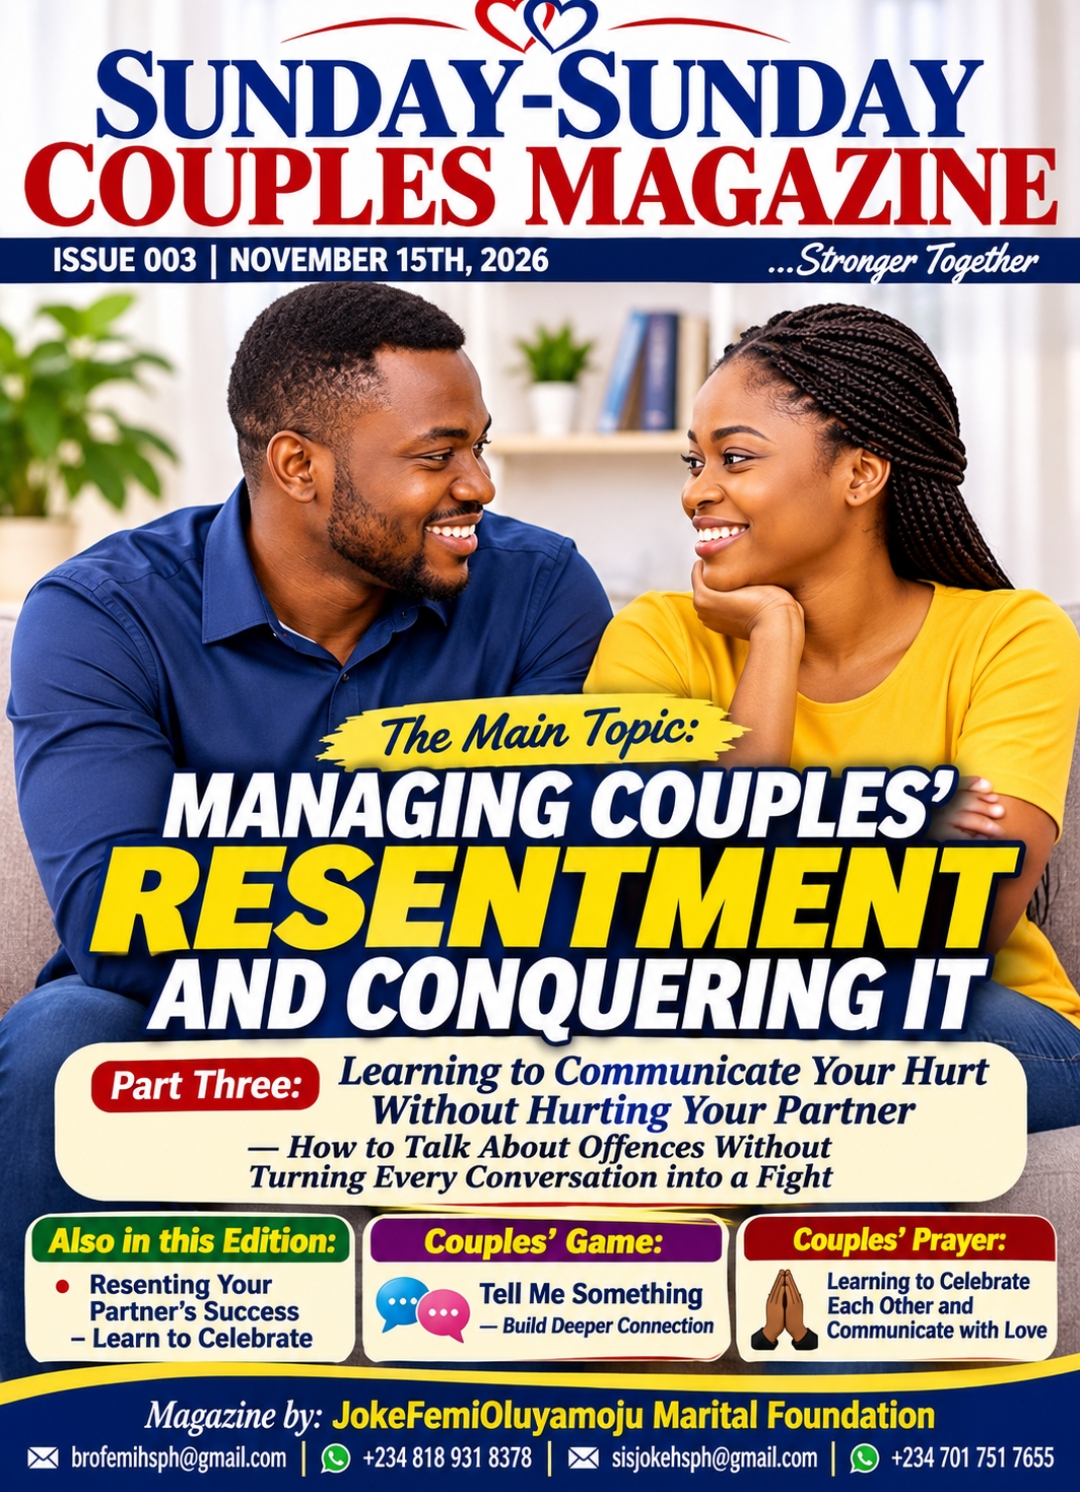 SUNDAY-SUNDAY
COUPLES MAGAZINE
ISSUE 003 | NOVEMBER 15TH, 2026
...Stronger Together
The Main Topic:
MANAGING COUPLES'
RESENTMENT
AND CONQUERING IT
Part Three:
Learning to Communicate Your Hurt
Without Hurting Your Partner
— How to Talk About Offences Without
Turning Every Conversation into a Fight
Also in this Edition:
• Resenting Your
Partner's Success
– Learn to Celebrate
Couples' Game:
Tell Me Something
— Build Deeper Connection
Couples' Prayer:
Learning to Celebrate
Each Other and
Communicate with Love
Magazine by: JokeFemiOluyamoju Marital Foundation
brofemihsph@gmail.com | +234 818 931 8378 | sisjokehsph@gmail.com | +234 701 751 7655